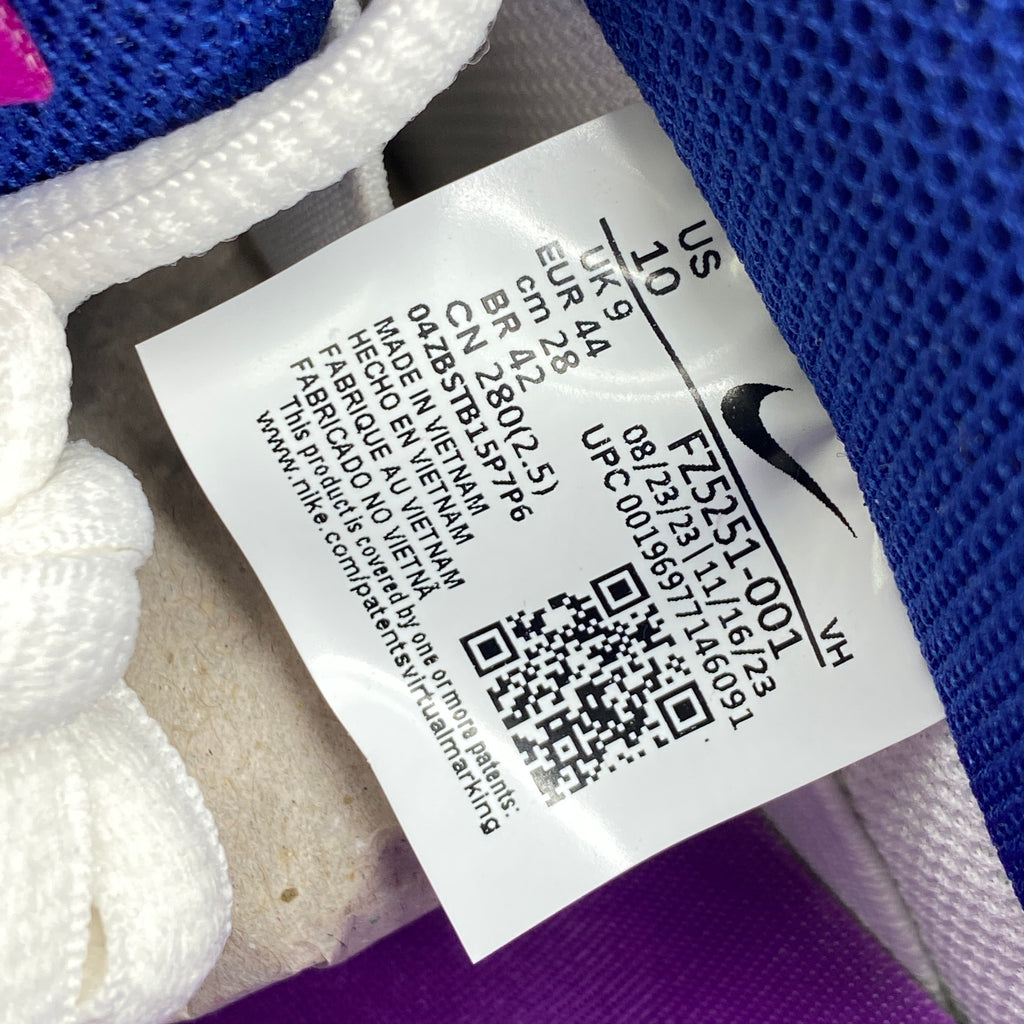 US
10
UK 9
EUR 44
cm 28
BR 42
CN 280(2.5)
04ZBSTB15P7P6
MADE IN VIETNAM
HECHO EN VIETNAM
FABRIQUE AU VIETNAM
FABRICADO NO VIETNÃ
This product is covered by one or more patents:
www.nike.com/patentsvirtualmarking
VH
FZ5251-001
08/23/23|11/16/23
UPC 00196977146091